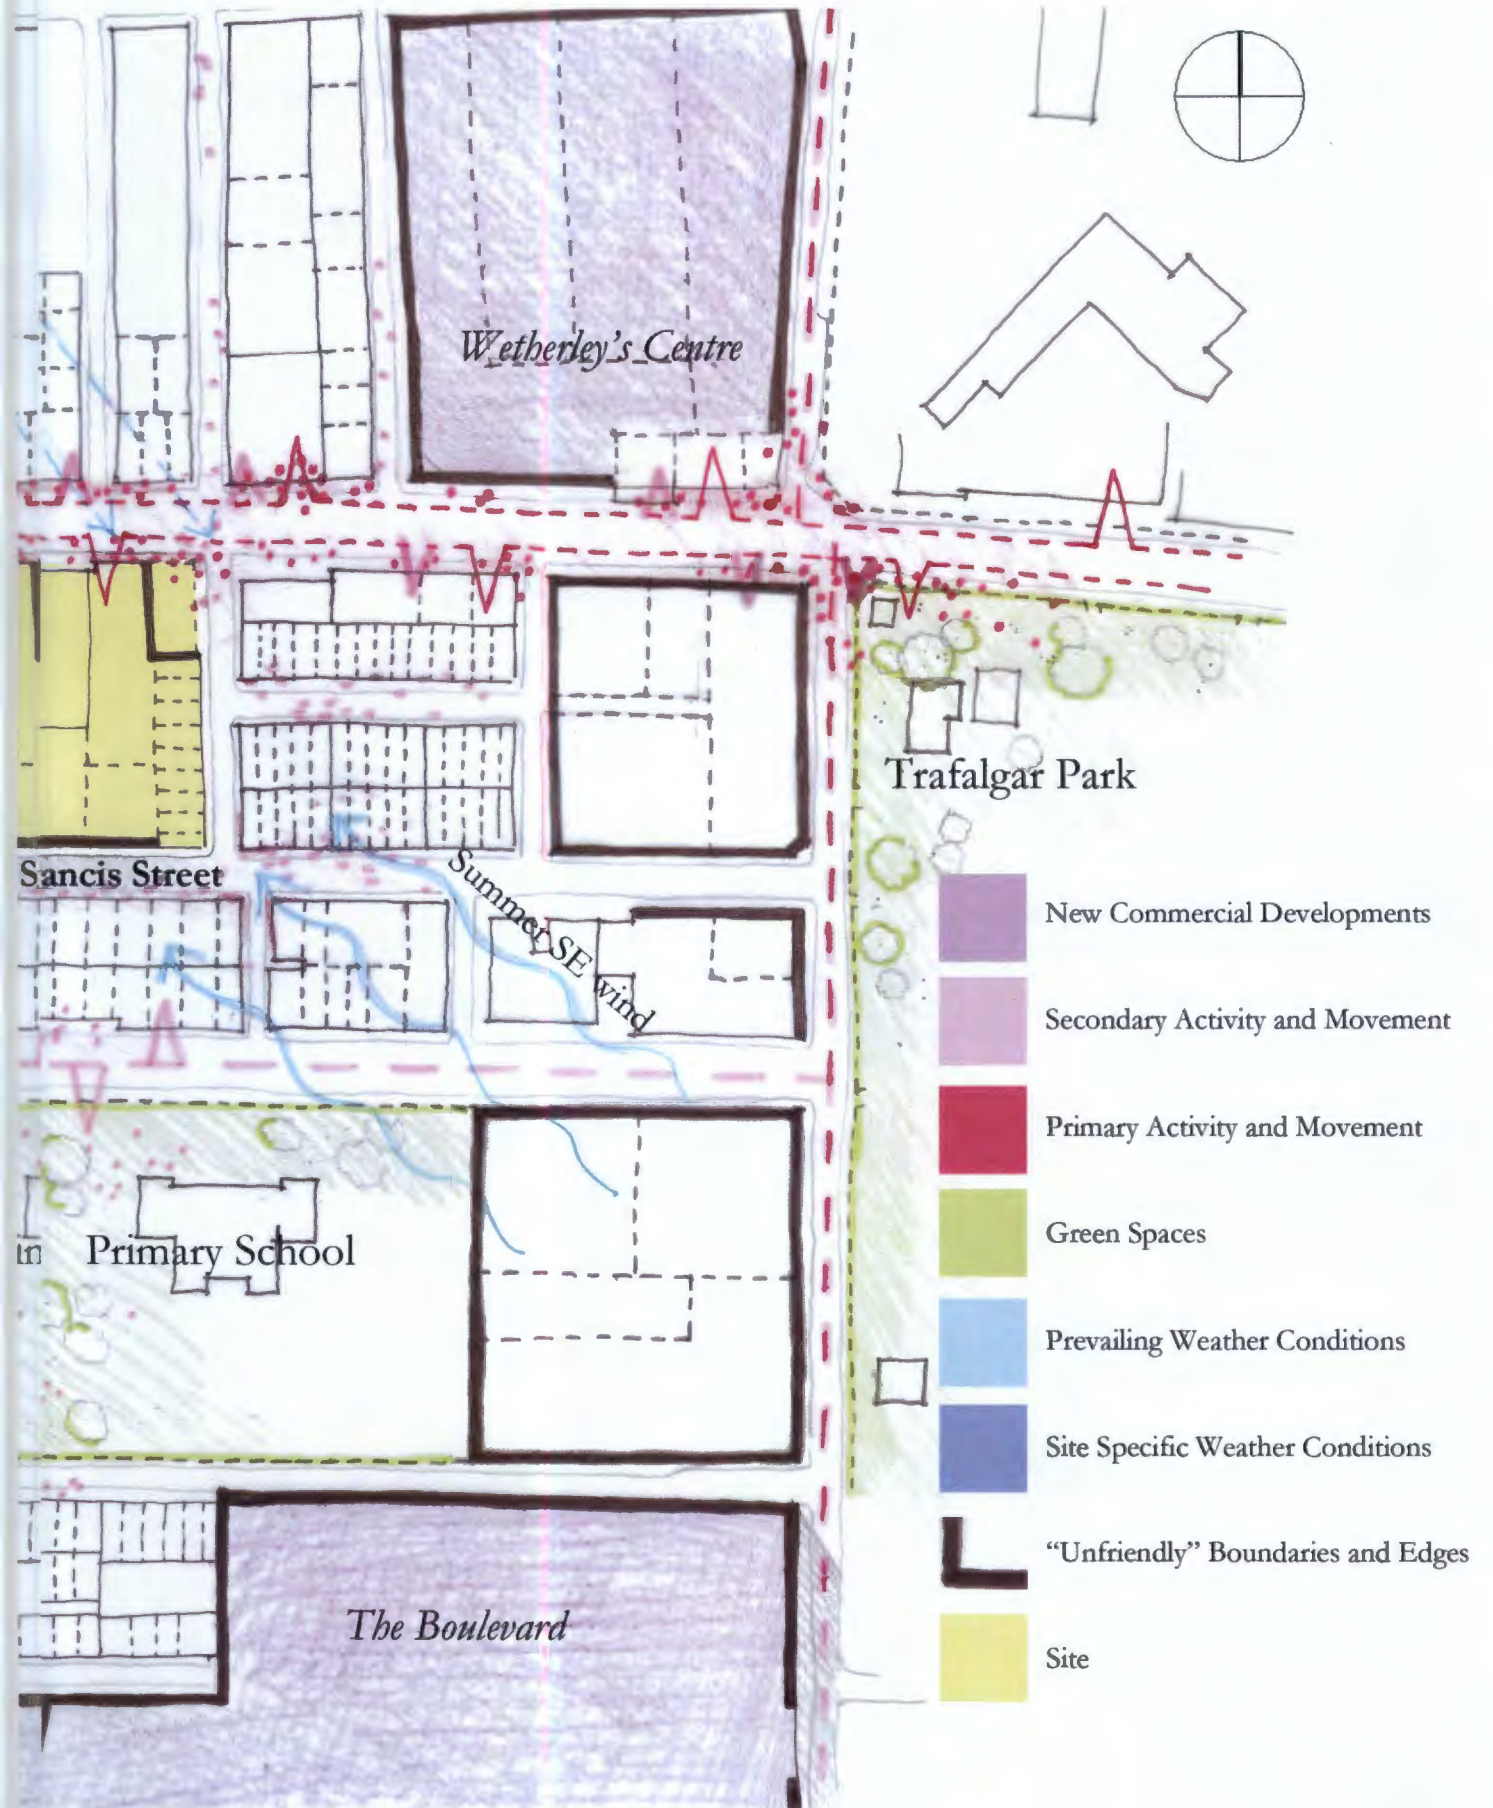 Wetherley's Centre
Trafalgar Park
Sancis Street
Summer SE wind
New Commercial Developments
Secondary Activity and Movement
Primary Activity and Movement
Primary School
Green Spaces
Prevailing Weather Conditions
Site Specific Weather Conditions
"Unfriendly" Boundaries and Edges
The Boulevard
Site